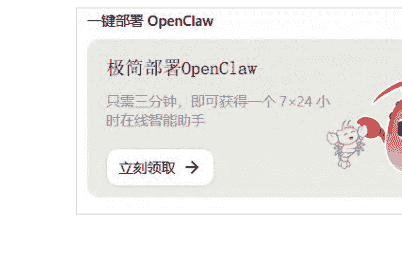 一键部署 OpenClaw
极简部署OpenClaw
只需三分钟，即可获得一个 7×24 小
时在线智能助手
立刻领取 →